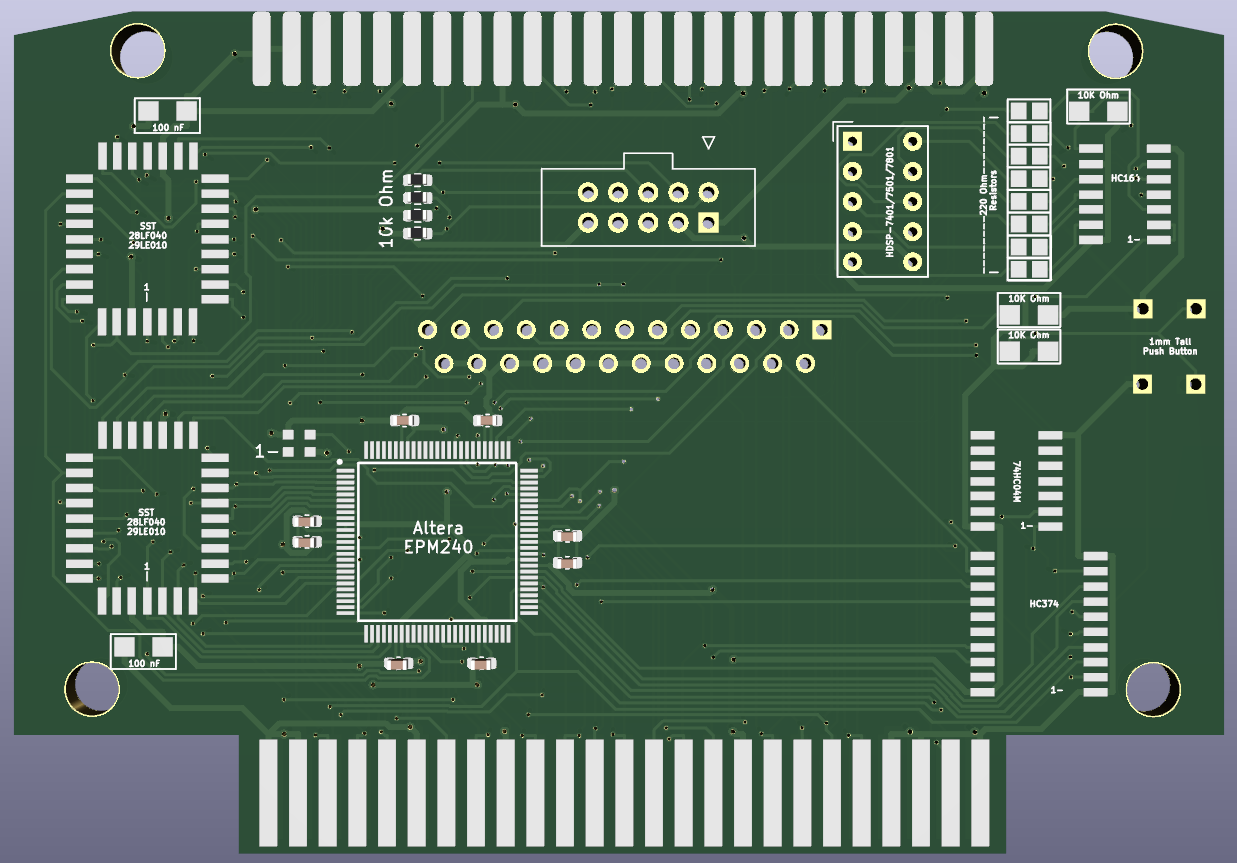 100 nF
10K Ohm
SST
28LF040
29LE010
1
10k Ohm
HDSP-7401/7501/7801
220 Ohm
Resistors
HC161
1-
10K Ohm
10K Ohm
1mm Tall
Push Button
1-
SST
28LF040
29LE010
1
Altera
EPM240
74HC04M
1-
HC374
1-
100 nF